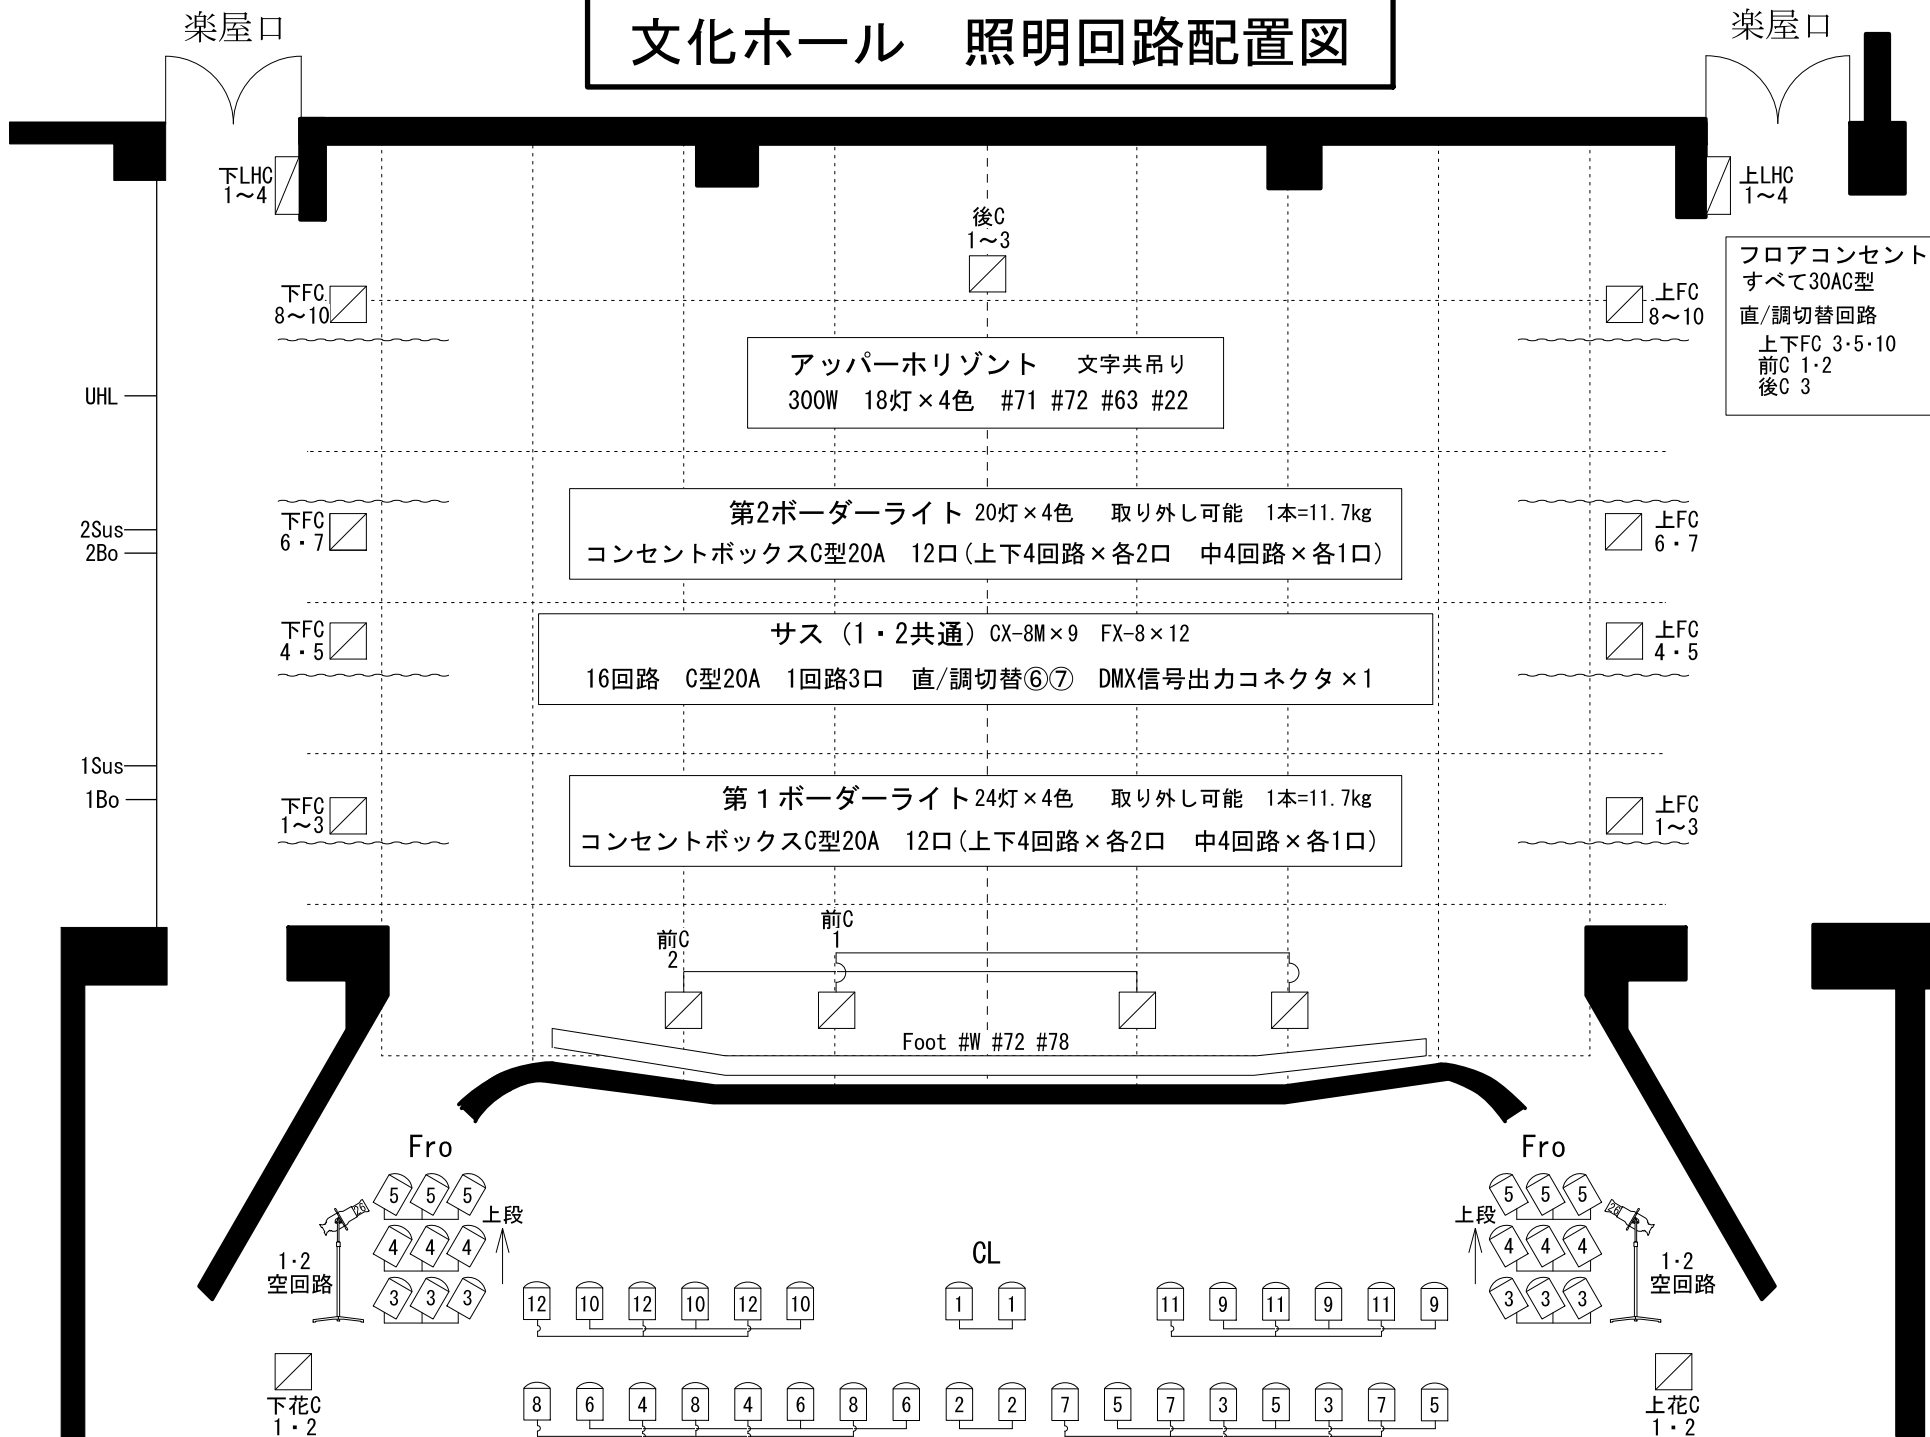 楽屋口
文化ホール　照明回路配置図
楽屋口
下LHC
1～4
上LHC
1～4
後C
1～3
フロアコンセント
すべて30AC型
直/調切替回路
上下FC 3・5・10
前C 1・2
後C 3
下FC
8～10
上FC
8～10
アッパーホリゾント　文字共吊り
300W　18灯×4色　#71 #72 #63 #22
UHL
2Sus
2Bo
下FC
6・7
第2ボーダーライト 20灯×4色　取り外し可能　1本=11.7kg
コンセントボックスC型20A　12口(上下4回路×各2口　中4回路×各1口)
上FC
6・7
下FC
4・5
サス（1・2共通）CX-8M×9　FX-8×12
16回路　C型20A　1回路3口　直/調切替⑥⑦　DMX信号出力コネクタ×1
上FC
4・5
1Sus
1Bo
下FC
1～3
第１ボーダーライト 24灯×4色　取り外し可能　1本=11.7kg
コンセントボックスC型20A　12口(上下4回路×各2口　中4回路×各1口)
上FC
1～3
前C
2
前C
1
Foot #W #72 #78
Fro
5 5 5
4 4 4
3 3 3
上段
26
1・2
空回路
下花C
1・2
CL
12 10 12 10 12 10 1 1 11 9 11 9 11 9
8 6 4 8 4 6 8 6 2 2 7 5 7 3 5 3 7 5
Fro
5 5 5
4 4 4
3 3 3
上段
26
1・2
空回路
上花C
1・2